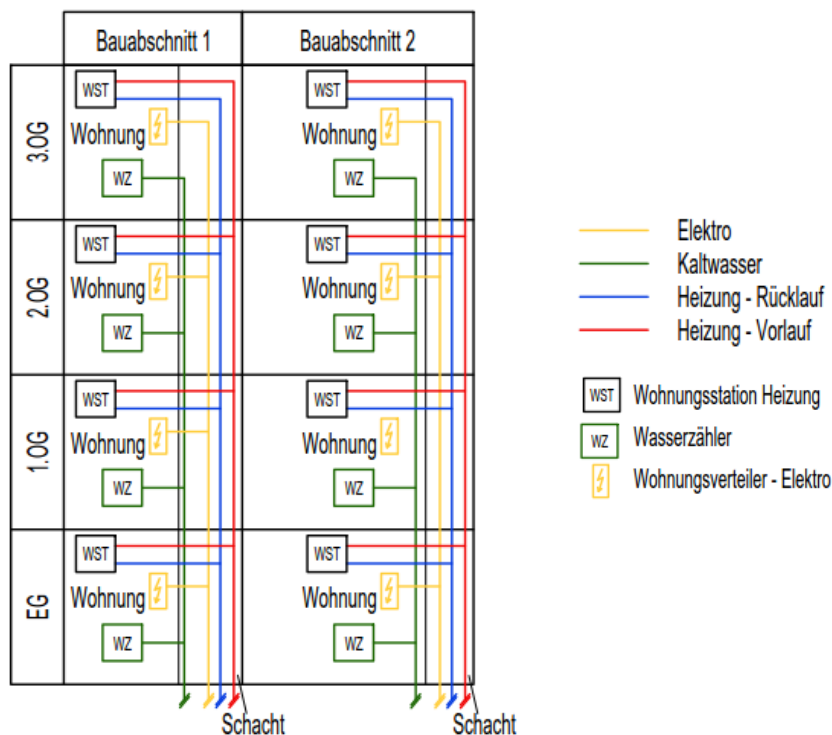 Bauabschnitt 1
Bauabschnitt 2
3.OG
WST
Wohnung
WZ
WST
Wohnung
WZ
2.OG
WST
Wohnung
WZ
WST
Wohnung
WZ
1.OG
WST
Wohnung
WZ
WST
Wohnung
WZ
EG
WST
Wohnung
WZ
WST
Wohnung
WZ
Schacht
Schacht
Elektro
Kaltwasser
Heizung - Rücklauf
Heizung - Vorlauf
WST Wohnungsstation Heizung
WZ Wasserzähler
Wohnungsverteiler - Elektro